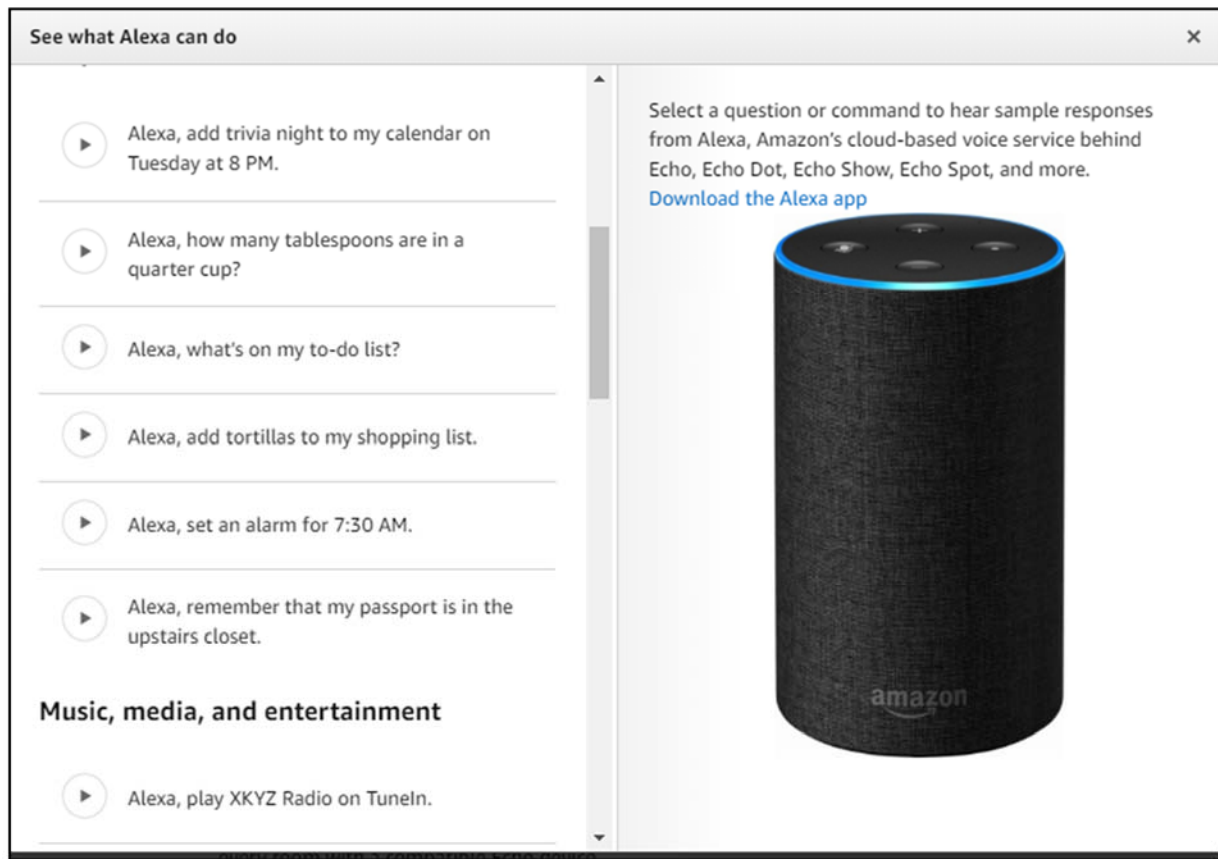 See what Alexa can do
Alexa, add trivia night to my calendar on
Tuesday at 8 PM.
Alexa, how many tablespoons are in a
quarter cup?
Alexa, what's on my to-do list?
Alexa, add tortillas to my shopping list.
Alexa, set an alarm for 7:30 AM.
Alexa, remember that my passport is in the
upstairs closet.
Music, media, and entertainment
Alexa, play XKYZ Radio on TuneIn.
Select a question or command to hear sample responses
from Alexa, Amazon's cloud-based voice service behind
Echo, Echo Dot, Echo Show, Echo Spot, and more.
Download the Alexa app
amazon